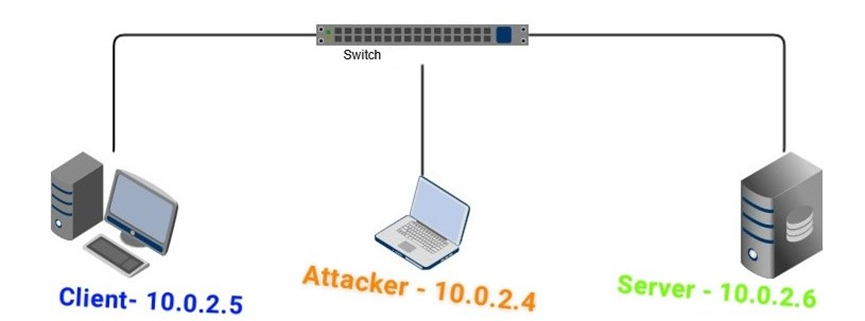 Switch
Client- 10.0.2.5
Attacker - 10.0.2.4
Server - 10.0.2.6